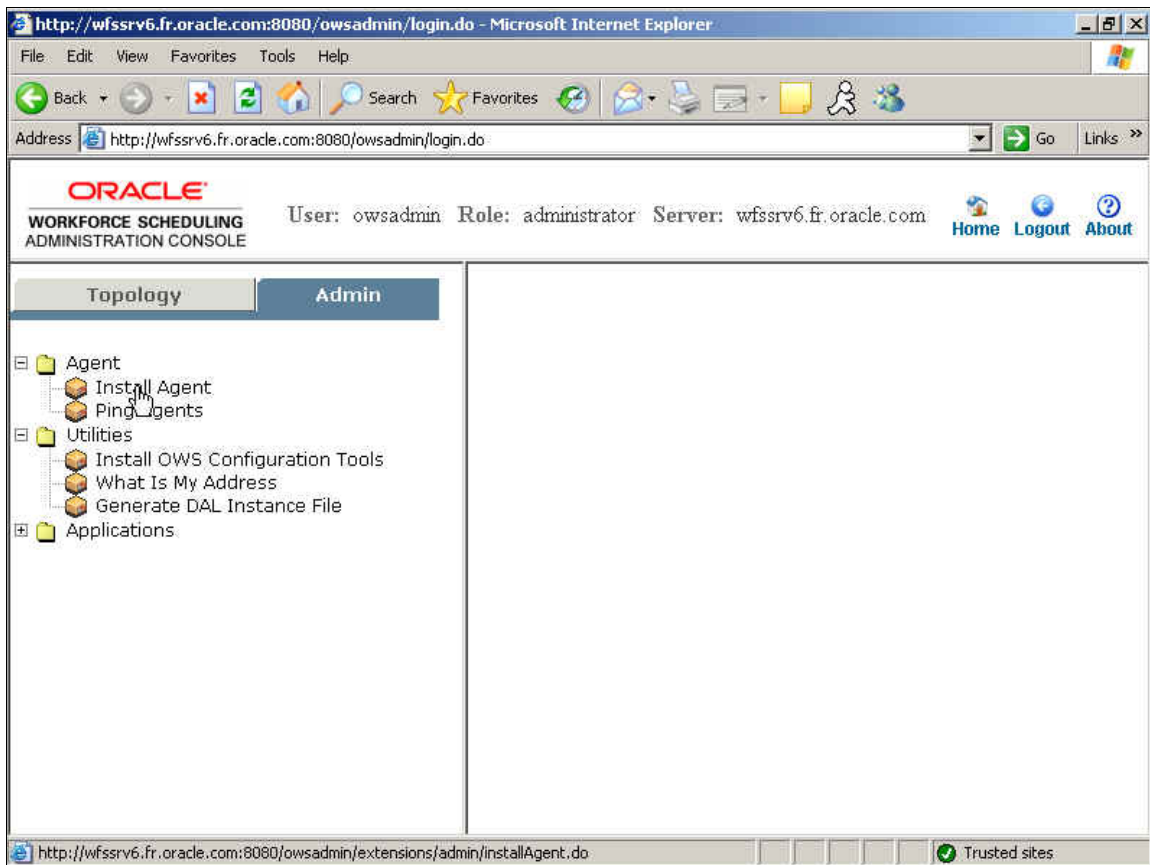 http://wfssrv6.fr.oracle.com:8080/owsadmin/login.do - Microsoft Internet Explorer
File Edit View Favorites Tools Help
Back Search Favorites
Address http://wfssrv6.fr.oracle.com:8080/owsadmin/login.do Go Links »
ORACLE
WORKFORCE SCHEDULING
ADMINISTRATION CONSOLE
User: owsadmin Role: administrator Server: wfssrv6.fr.oracle.com
Home Logout About
Topology Admin
Agent
Install Agent
Ping Agents
Utilities
Install OWS Configuration Tools
What Is My Address
Generate DAL Instance File
Applications
http://wfssrv6.fr.oracle.com:8080/owsadmin/extensions/admin/installAgent.do Trusted sites